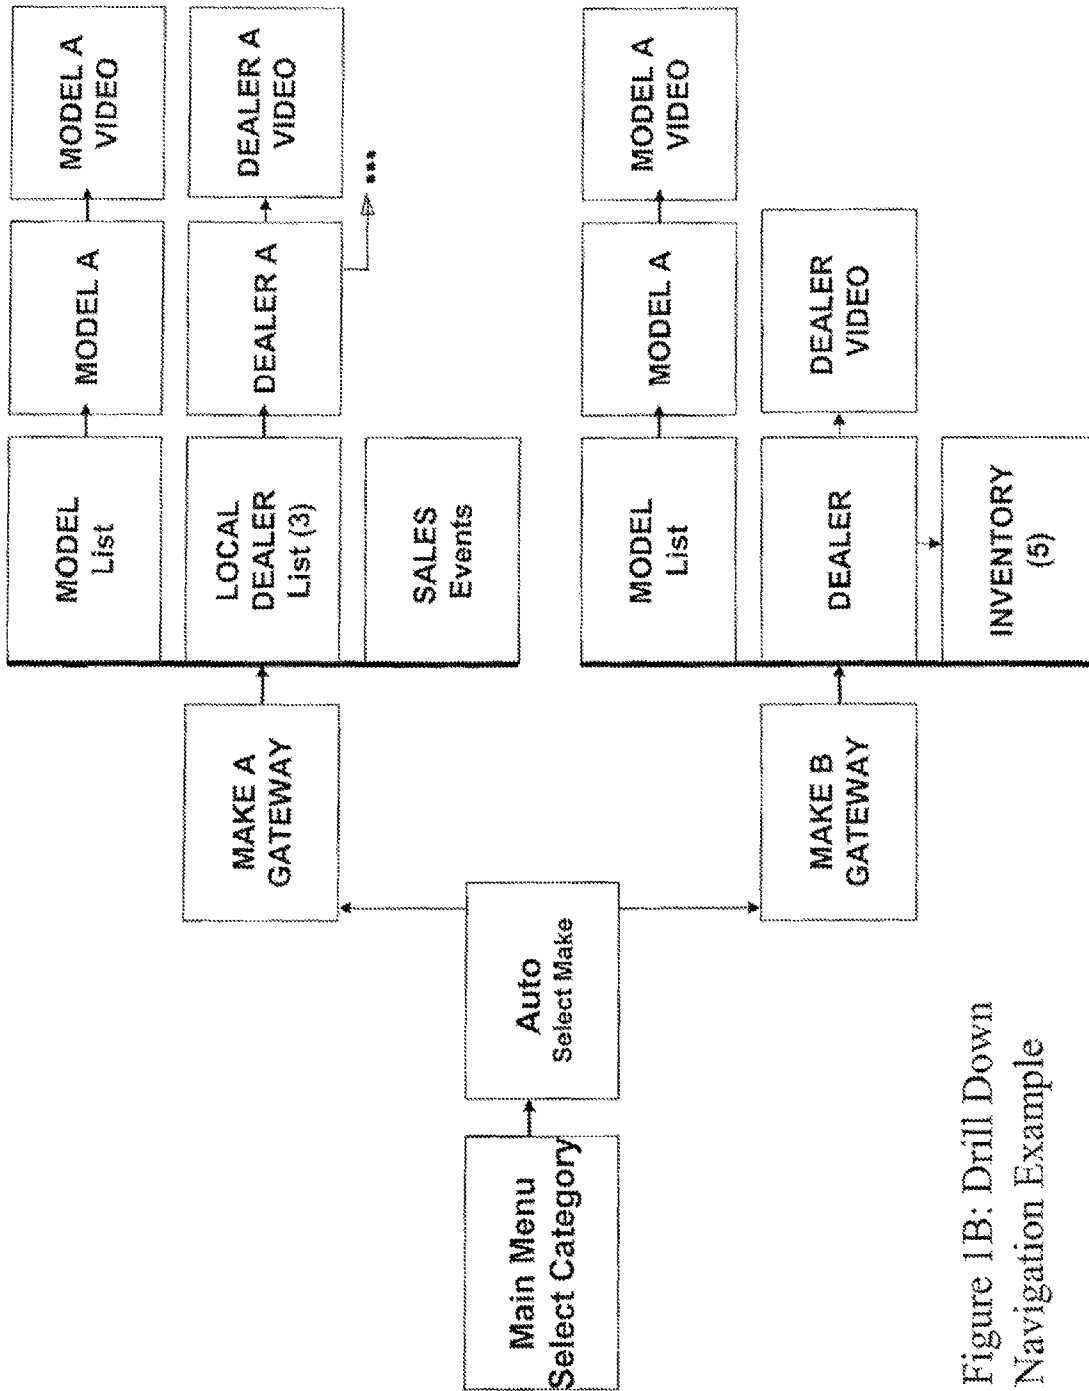 MODEL A
VIDEO
DEALER A
VIDEO
MODEL A
VIDEO
MODEL A
DEALER A
...
MODEL A
DEALER
VIDEO
MODEL
List
LOCAL
DEALER
List (3)
SALES
Events
MODEL
List
DEALER
INVENTORY
(5)
MAKE A
GATEWAY
MAKE B
GATEWAY
Auto
Select Make
Main Menu
Select Category
Figure 1B: Drill Down
Navigation Example